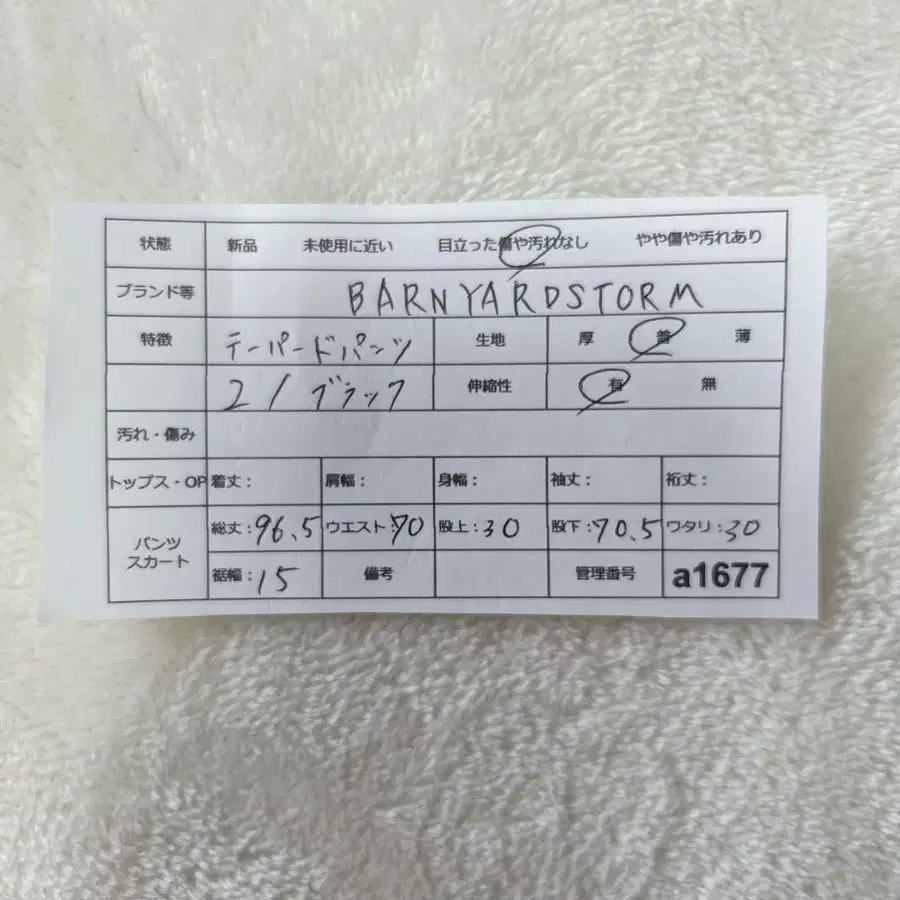 状態 新品 未使用に近い 目立った傷や汚れなし やや傷や汚れあり
ブランド等 BARNYARDSTORM
特徴 テーパードパンツ 生地 厚 普 薄
2/ブラック 伸縮性 有 無
汚れ・傷み
トップス・OP 着丈: 肩幅: 身幅: 袖丈: 裄丈:
パンツ スカート 総丈:96.5 ウエスト:70 股上:30 股下:70.5 ワタリ:30
裾幅:15 備考 管理番号 a1677